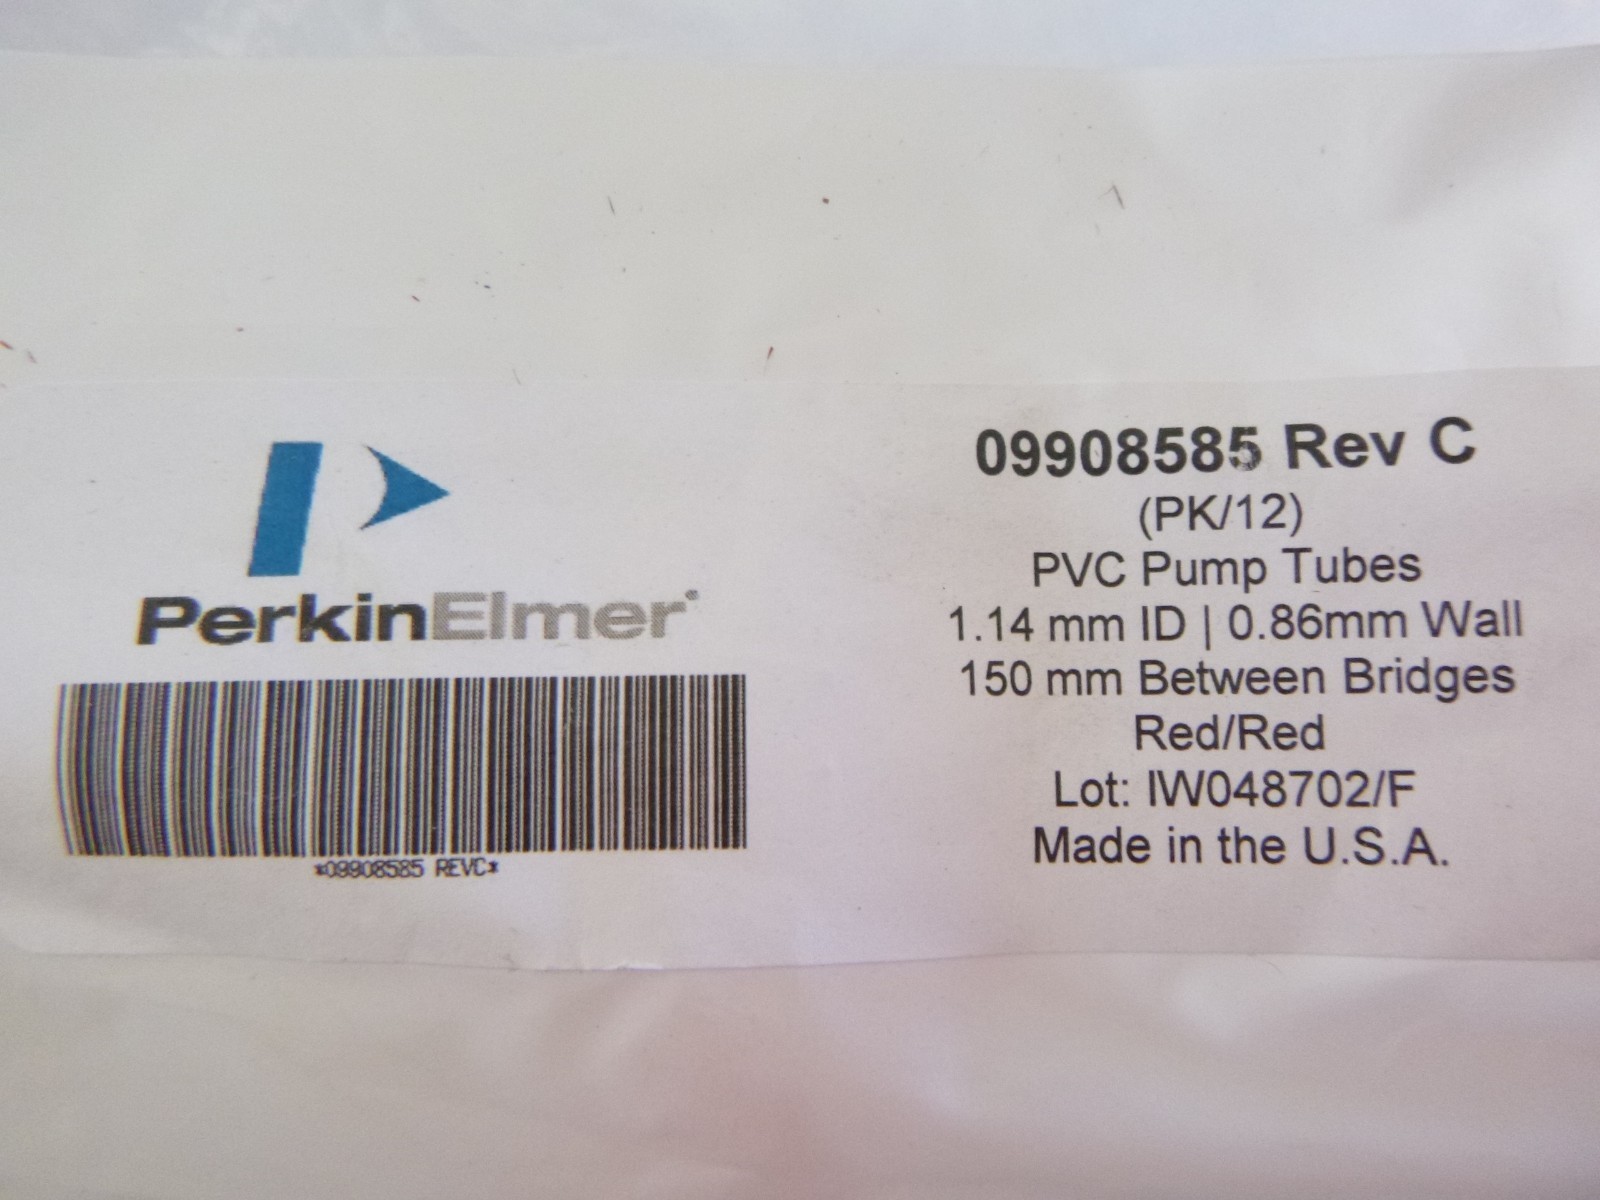 PerkinElmer
*09908585 REVC*
09908585 Rev C
(PK/12)
PVC Pump Tubes
1.14 mm ID | 0.86mm Wall
150 mm Between Bridges
Red/Red
Lot: IW048702/F
Made in the U.S.A.